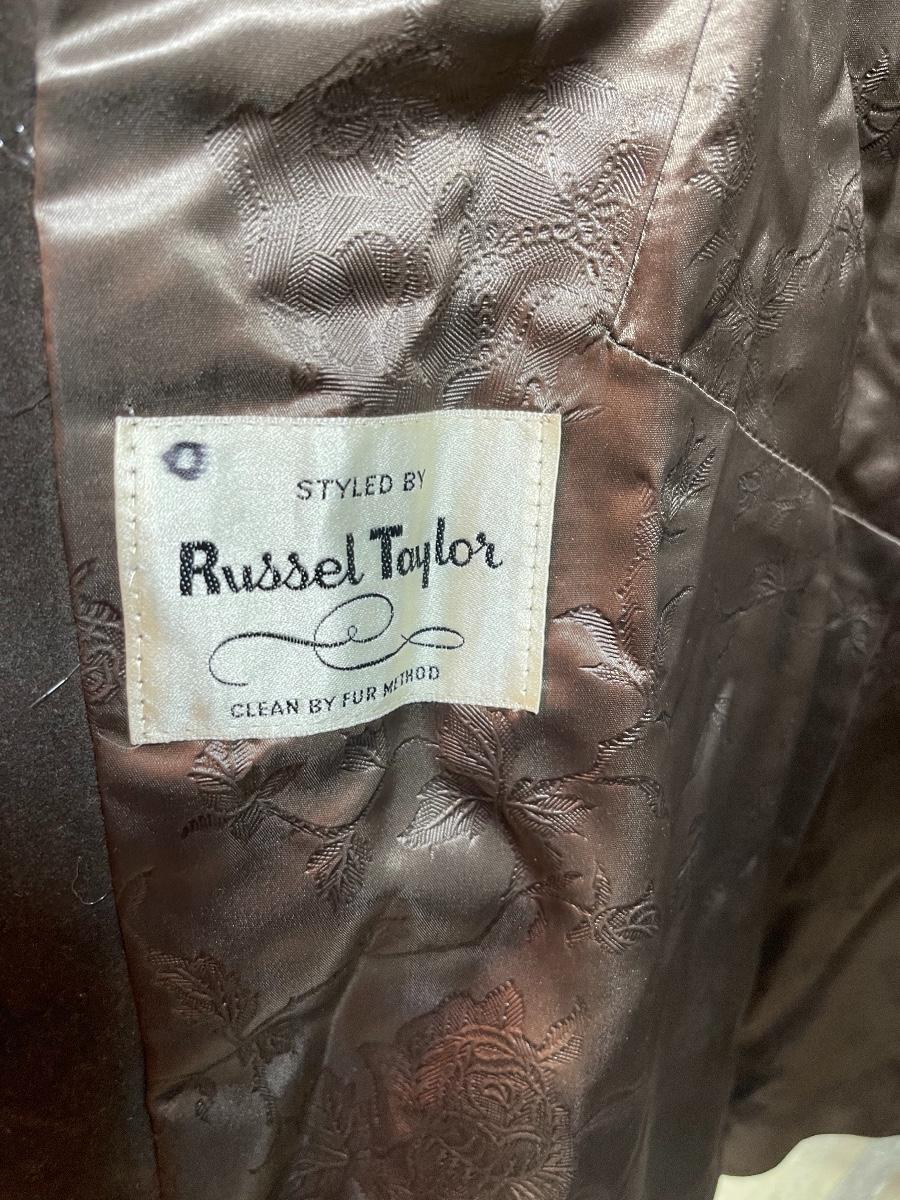 STYLED BY
Russel Taylor
CLEAN BY FUR METHOD